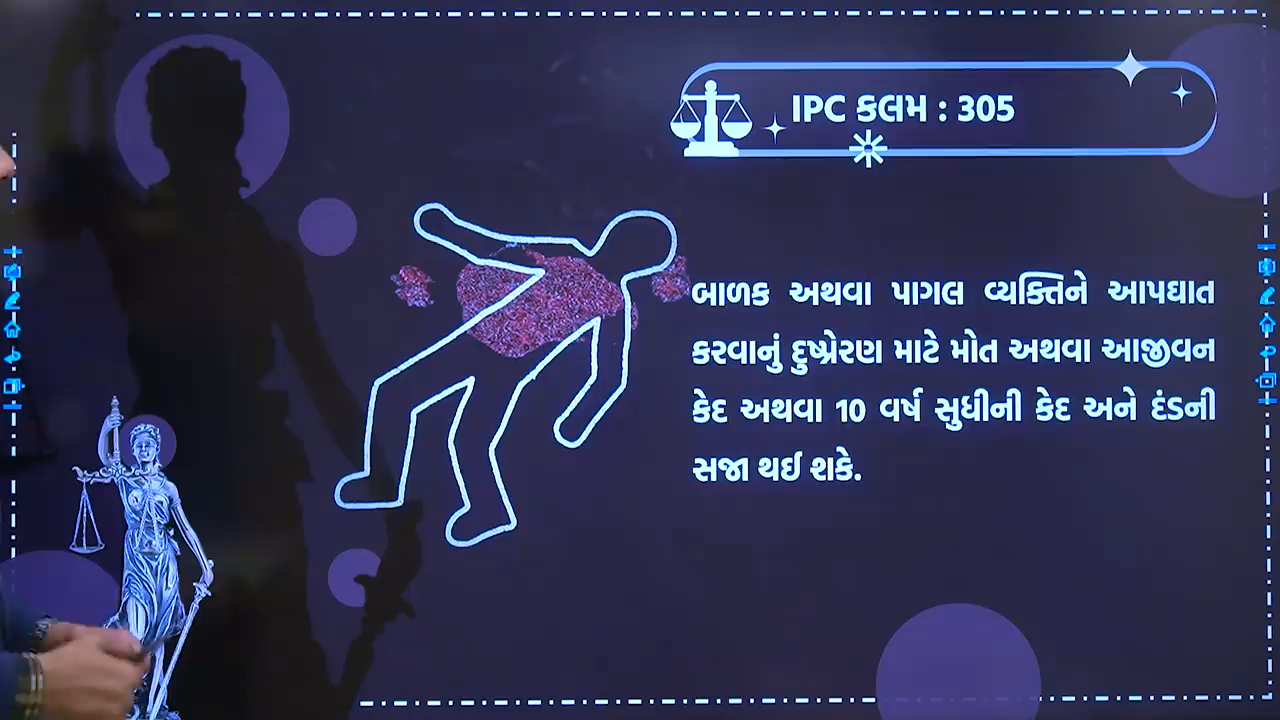 IPC કલમ : 305
બાળક અથવા પાગલ વ્યક્તિને આપઘાત
કરવાનું દુષ્પ્રેરણ માટે મોત અથવા આજીવન
કેદ અથવા 10 વર્ષ સુધીની કેદ અને દંડની
સજા થઈ શકે.